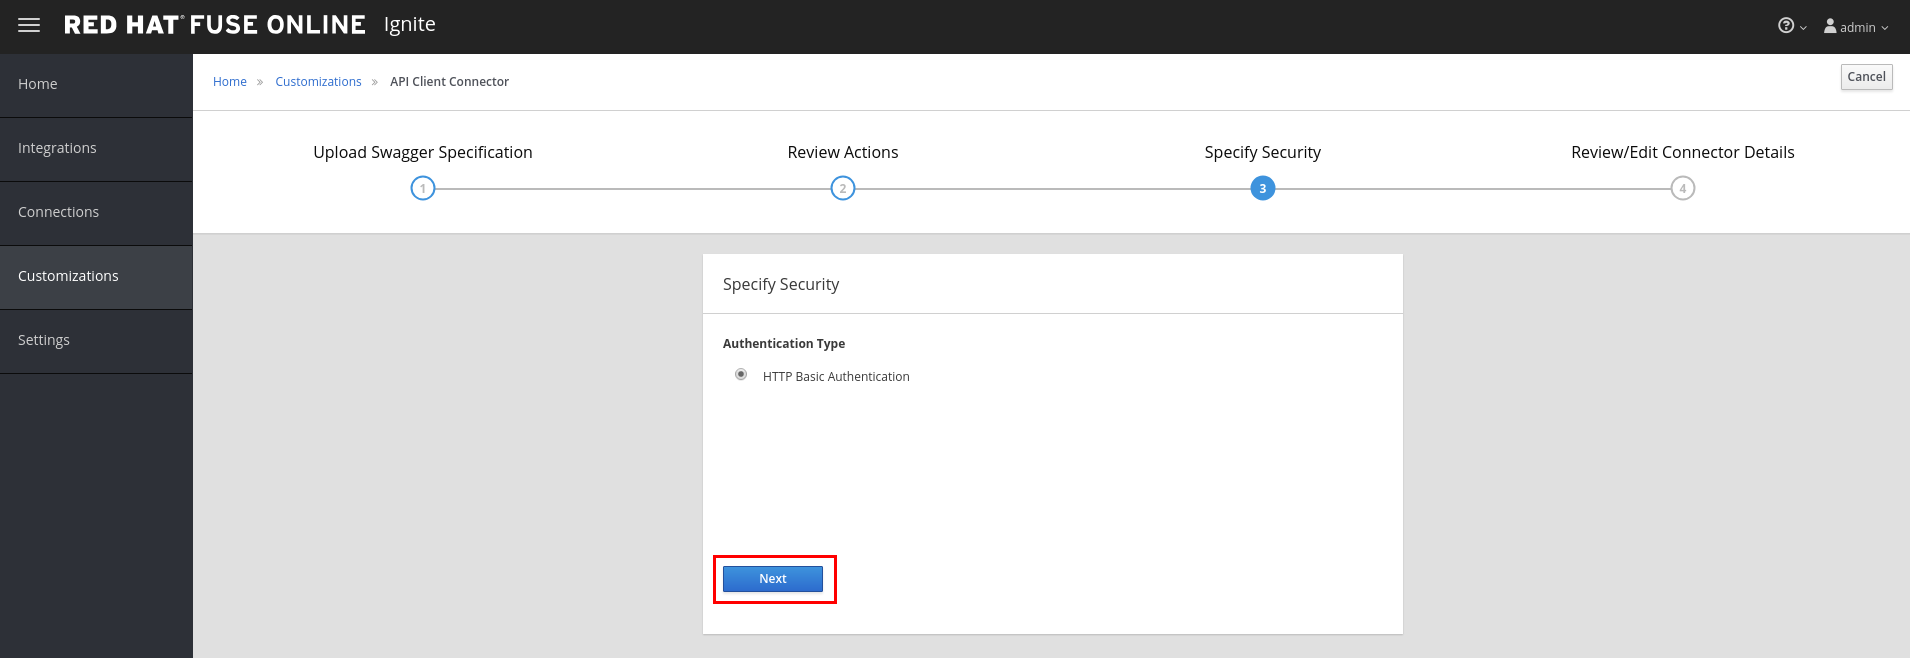 RED HAT® FUSE ONLINE Ignite
admin
Home
Integrations
Connections
Customizations
Settings
Home » Customizations » API Client Connector
Cancel
Upload Swagger Specification
1
Review Actions
2
Specify Security
3
Review/Edit Connector Details
4
Specify Security
Authentication Type
HTTP Basic Authentication
Next